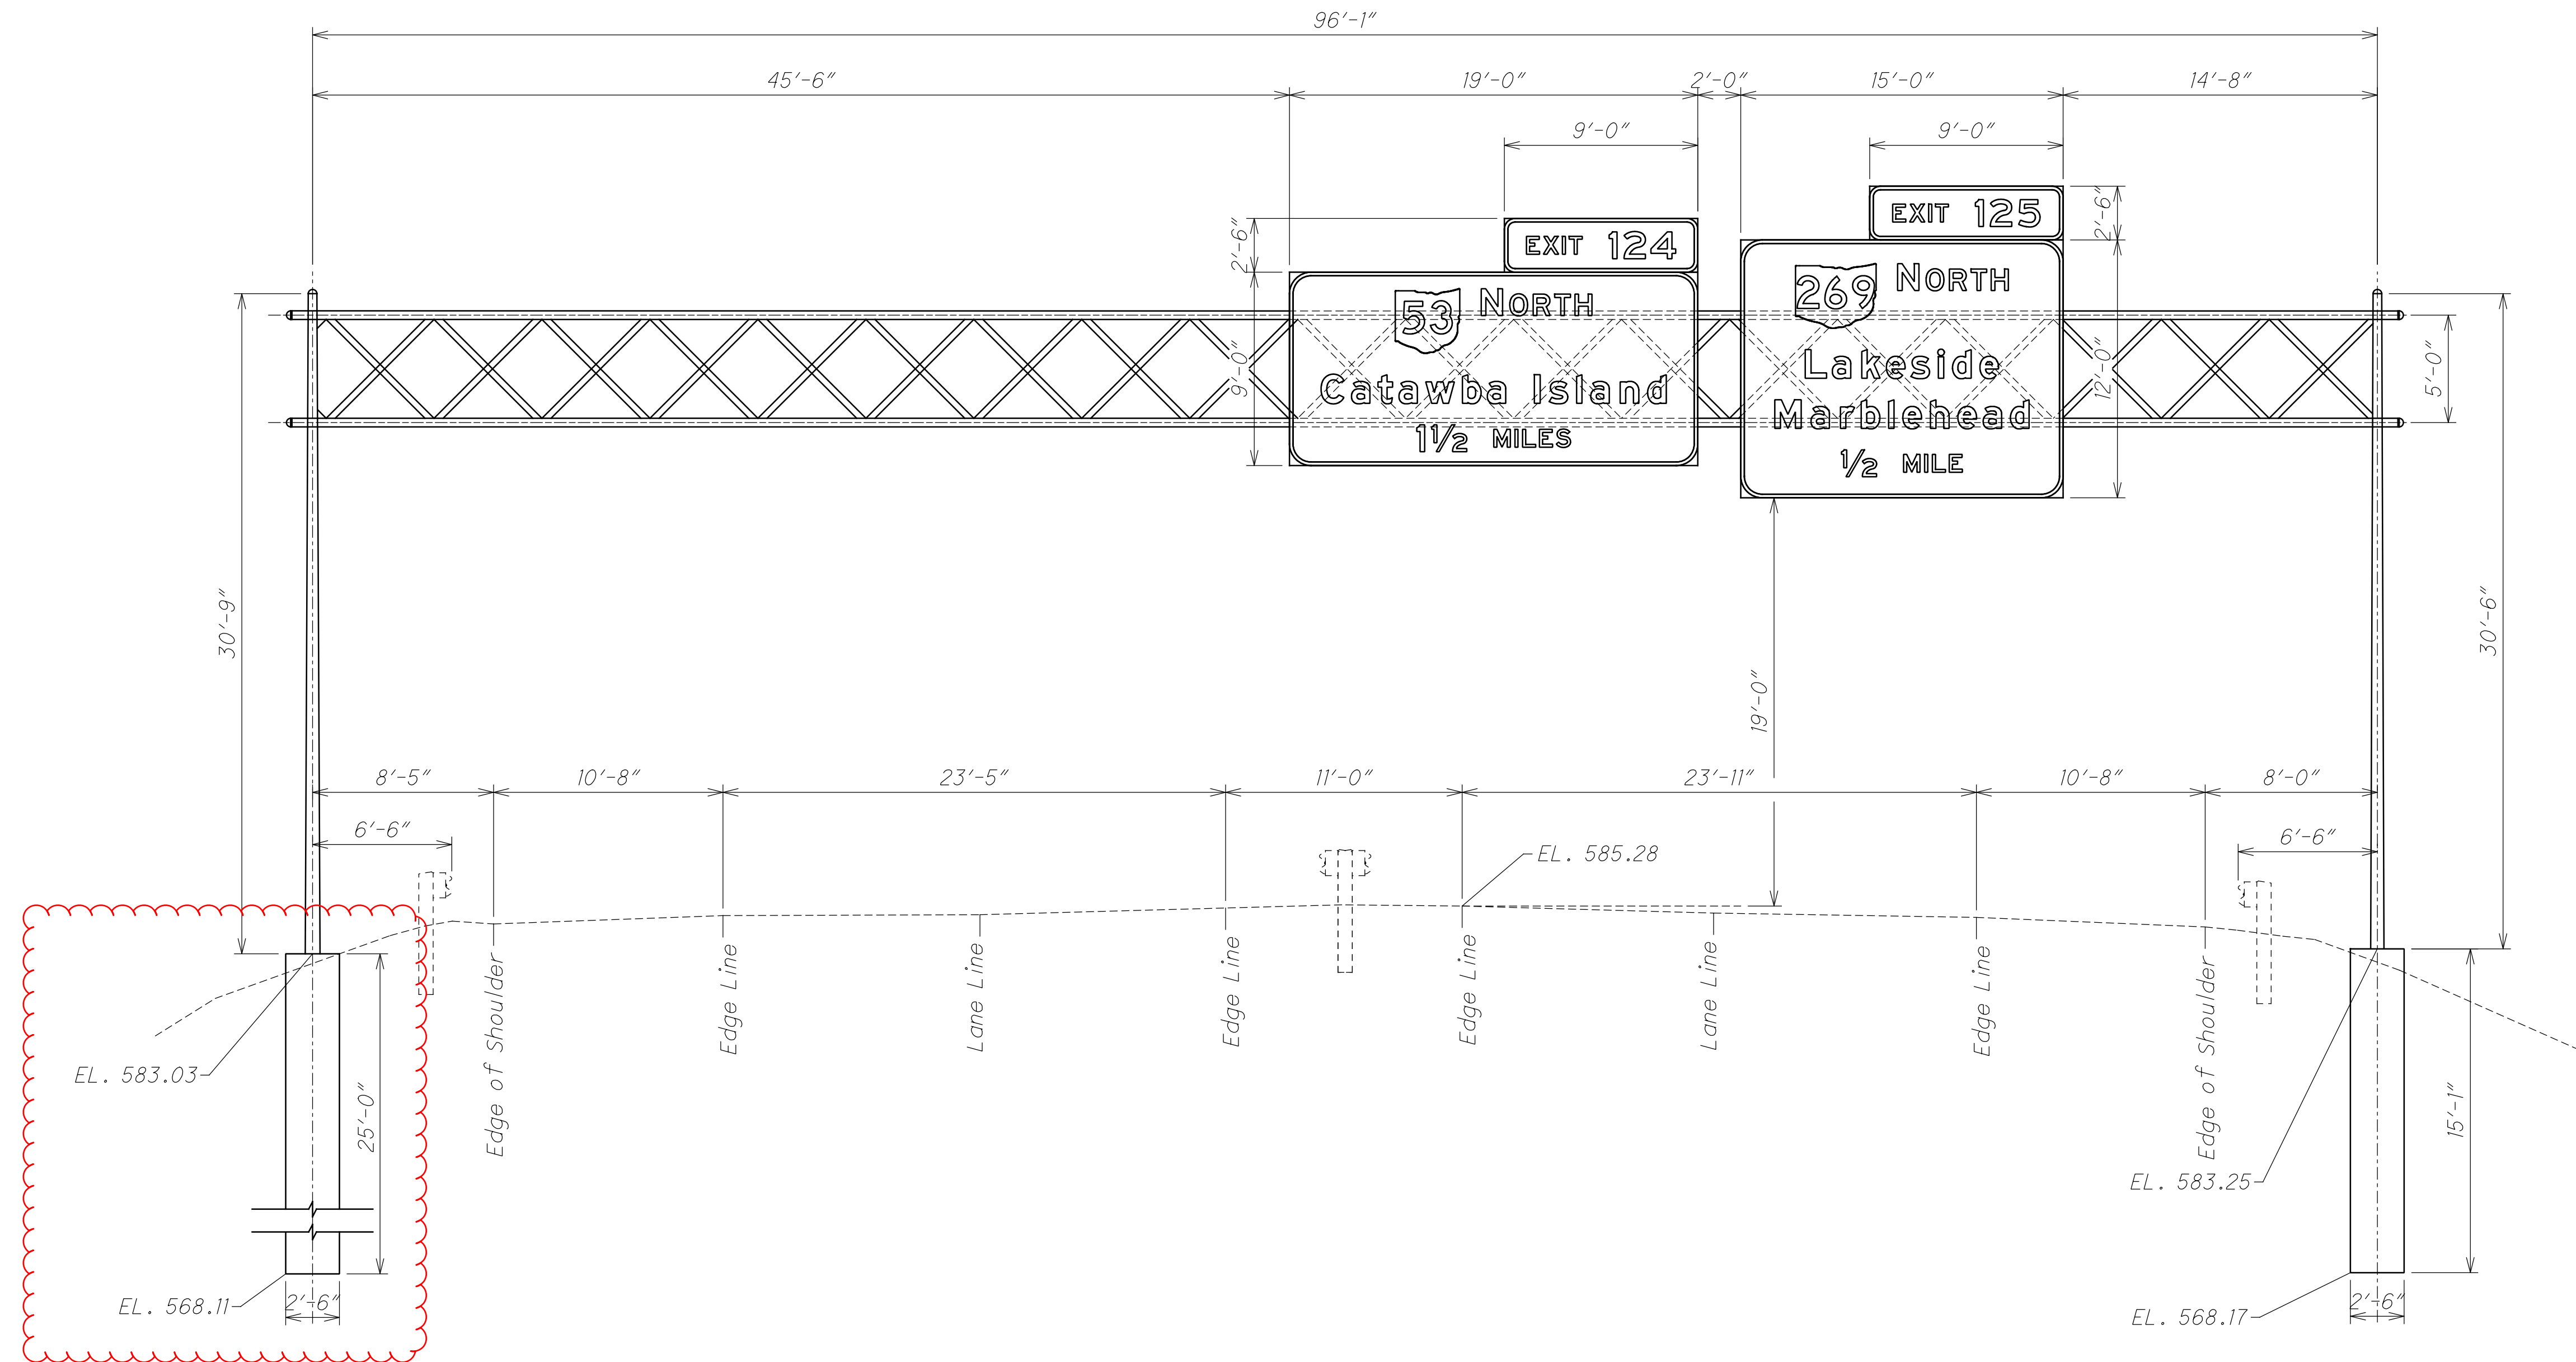 96'-1"
45'-6"
19'-0"
2'-0"
15'-0"
14'-8"
9'-0"
9'-0"
2'-6"
EXIT 125
2'-6"
EXIT 124
53 NORTH
269 NORTH
9'-0"
Catawba Island
1½ MILES
Lakeside
Marblehead
½ MILE
12'-0"
5'-0"
30'-9"
30'-6"
19'-0"
8'-5"
10'-8"
23'-5"
11'-0"
23'-11"
10'-8"
8'-0"
6'-6"
6'-6"
EL. 585.28
Edge of Shoulder
Edge Line
Lane Line
Edge Line
Edge Line
Lane Line
Edge Line
Edge of Shoulder
EL. 583.03
25'-0"
EL. 568.11
2'-6"
EL. 583.25
15'-1"
EL. 568.17
2'-6"